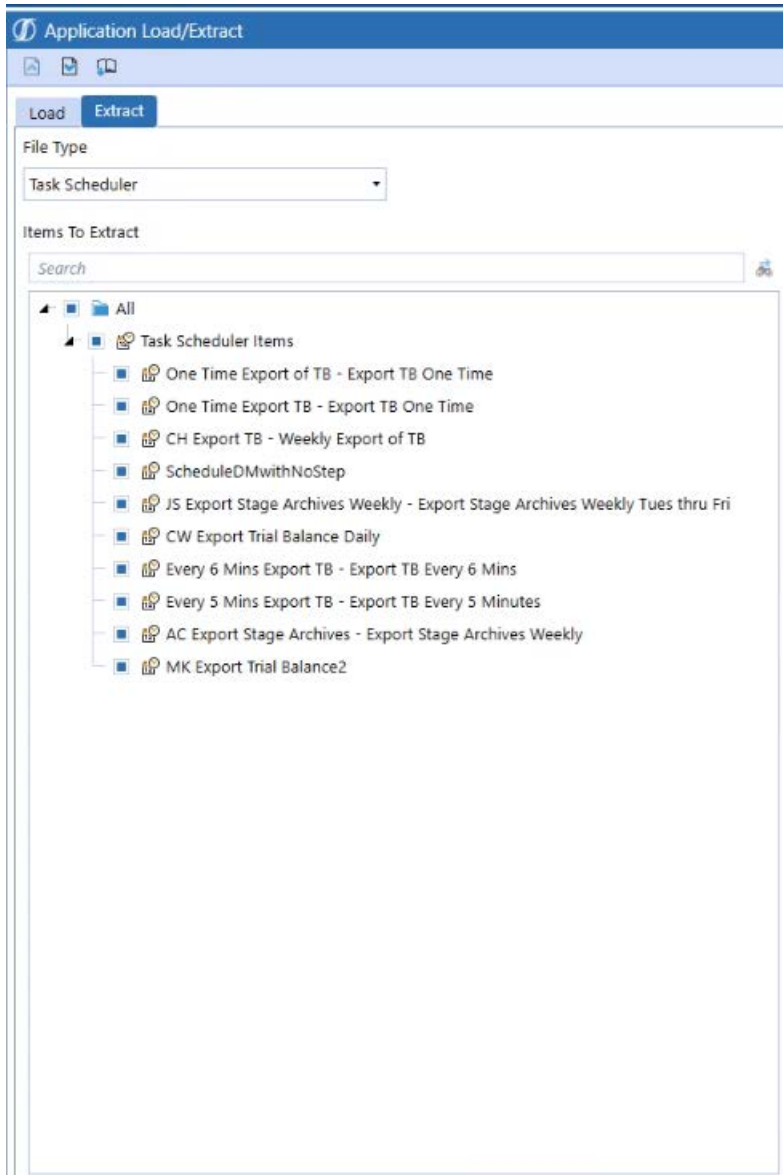 Application Load/Extract
Load Extract
File Type
Task Scheduler
Items To Extract
Search
All
Task Scheduler Items
One Time Export of TB - Export TB One Time
One Time Export TB - Export TB One Time
CH Export TB - Weekly Export of TB
ScheduleDMwithNoStep
JS Export Stage Archives Weekly - Export Stage Archives Weekly Tues thru Fri
CW Export Trial Balance Daily
Every 6 Mins Export TB - Export TB Every 6 Mins
Every 5 Mins Export TB - Export TB Every 5 Minutes
AC Export Stage Archives - Export Stage Archives Weekly
MK Export Trial Balance2